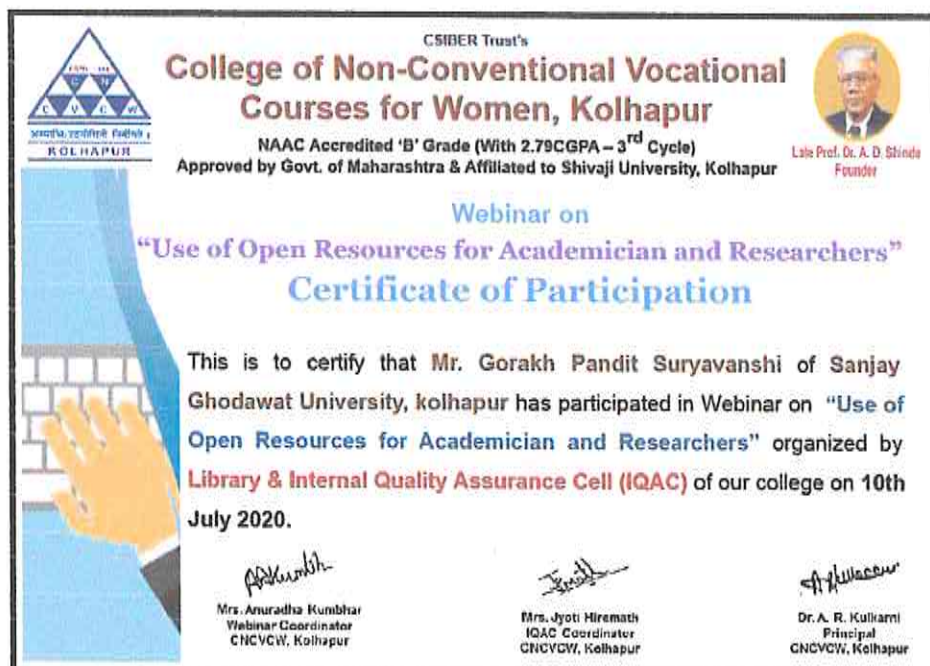 CSIBER Trust's
College of Non-Conventional Vocational
Courses for Women, Kolhapur
NAAC Accredited 'B' Grade (With 2.79CGPA – 3rd Cycle)
Approved by Govt. of Maharashtra & Affiliated to Shivaji University, Kolhapur
C N
C V C W
KOLHAPUR
Late Prof. Dr. A. D. Shinde
Founder
Webinar on
"Use of Open Resources for Academician and Researchers"
Certificate of Participation
This is to certify that Mr. Gorakh Pandit Suryavanshi of Sanjay
Ghodawat University, kolhapur has participated in Webinar on "Use of
Open Resources for Academician and Researchers" organized by
Library & Internal Quality Assurance Cell (IQAC) of our college on 10th
July 2020.
Mrs. Anuradha Kumbhar
Webinar Coordinator
CNCVCW, Kolhapur
Mrs. Jyoti Hiremath
IQAC Coordinator
CNCVCW, Kolhapur
Dr. A. R. Kulkarni
Principal
CNCVCW, Kolhapur